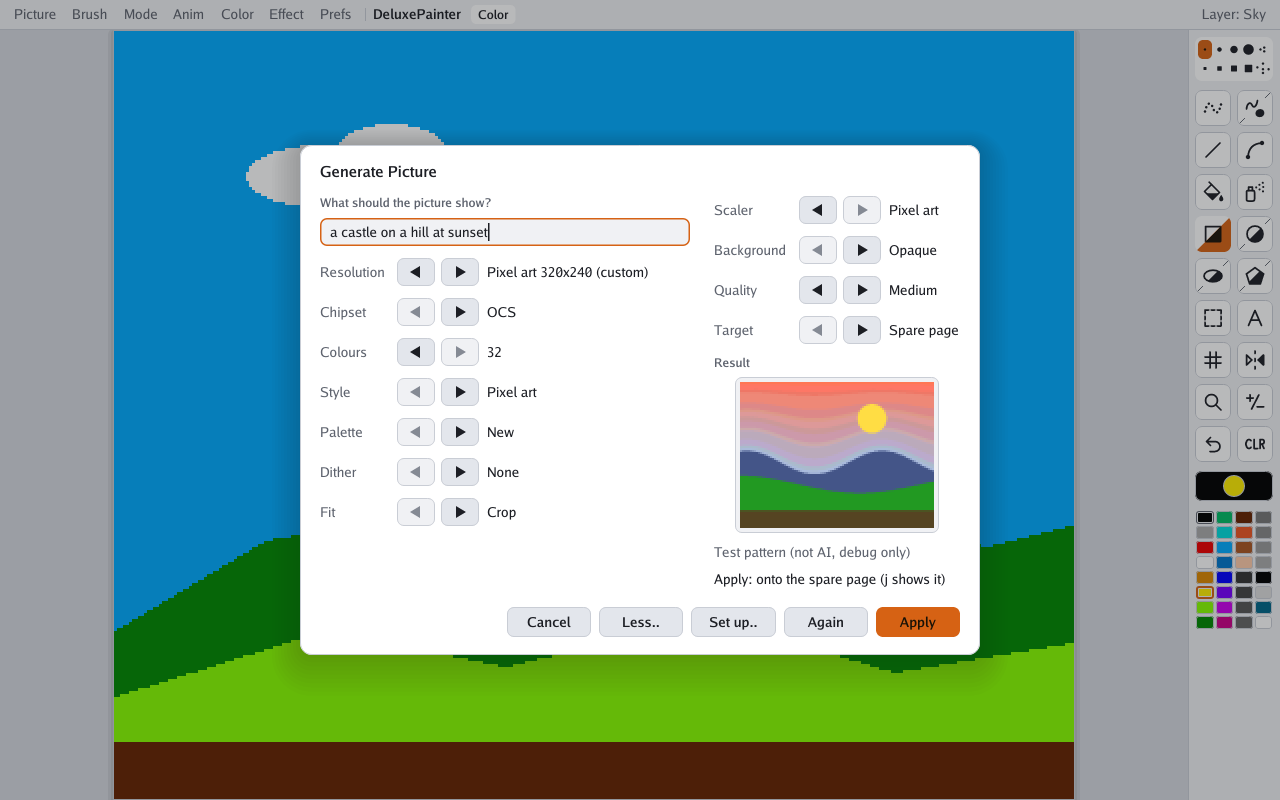 Picture Brush Mode Anim Color Effect Prefs DeluxePainter Color Layer: Sky
Generate Picture
What should the picture show?
a castle on a hill at sunset
Resolution Pixel art 320x240 (custom)
Chipset OCS
Colours 32
Style Pixel art
Palette New
Dither None
Fit Crop
Scaler Pixel art
Background Opaque
Quality Medium
Target Spare page
Result
Test pattern (not AI, debug only)
Apply: onto the spare page (j shows it)
Cancel Less.. Set up.. Again Apply
A
+/-
CLR